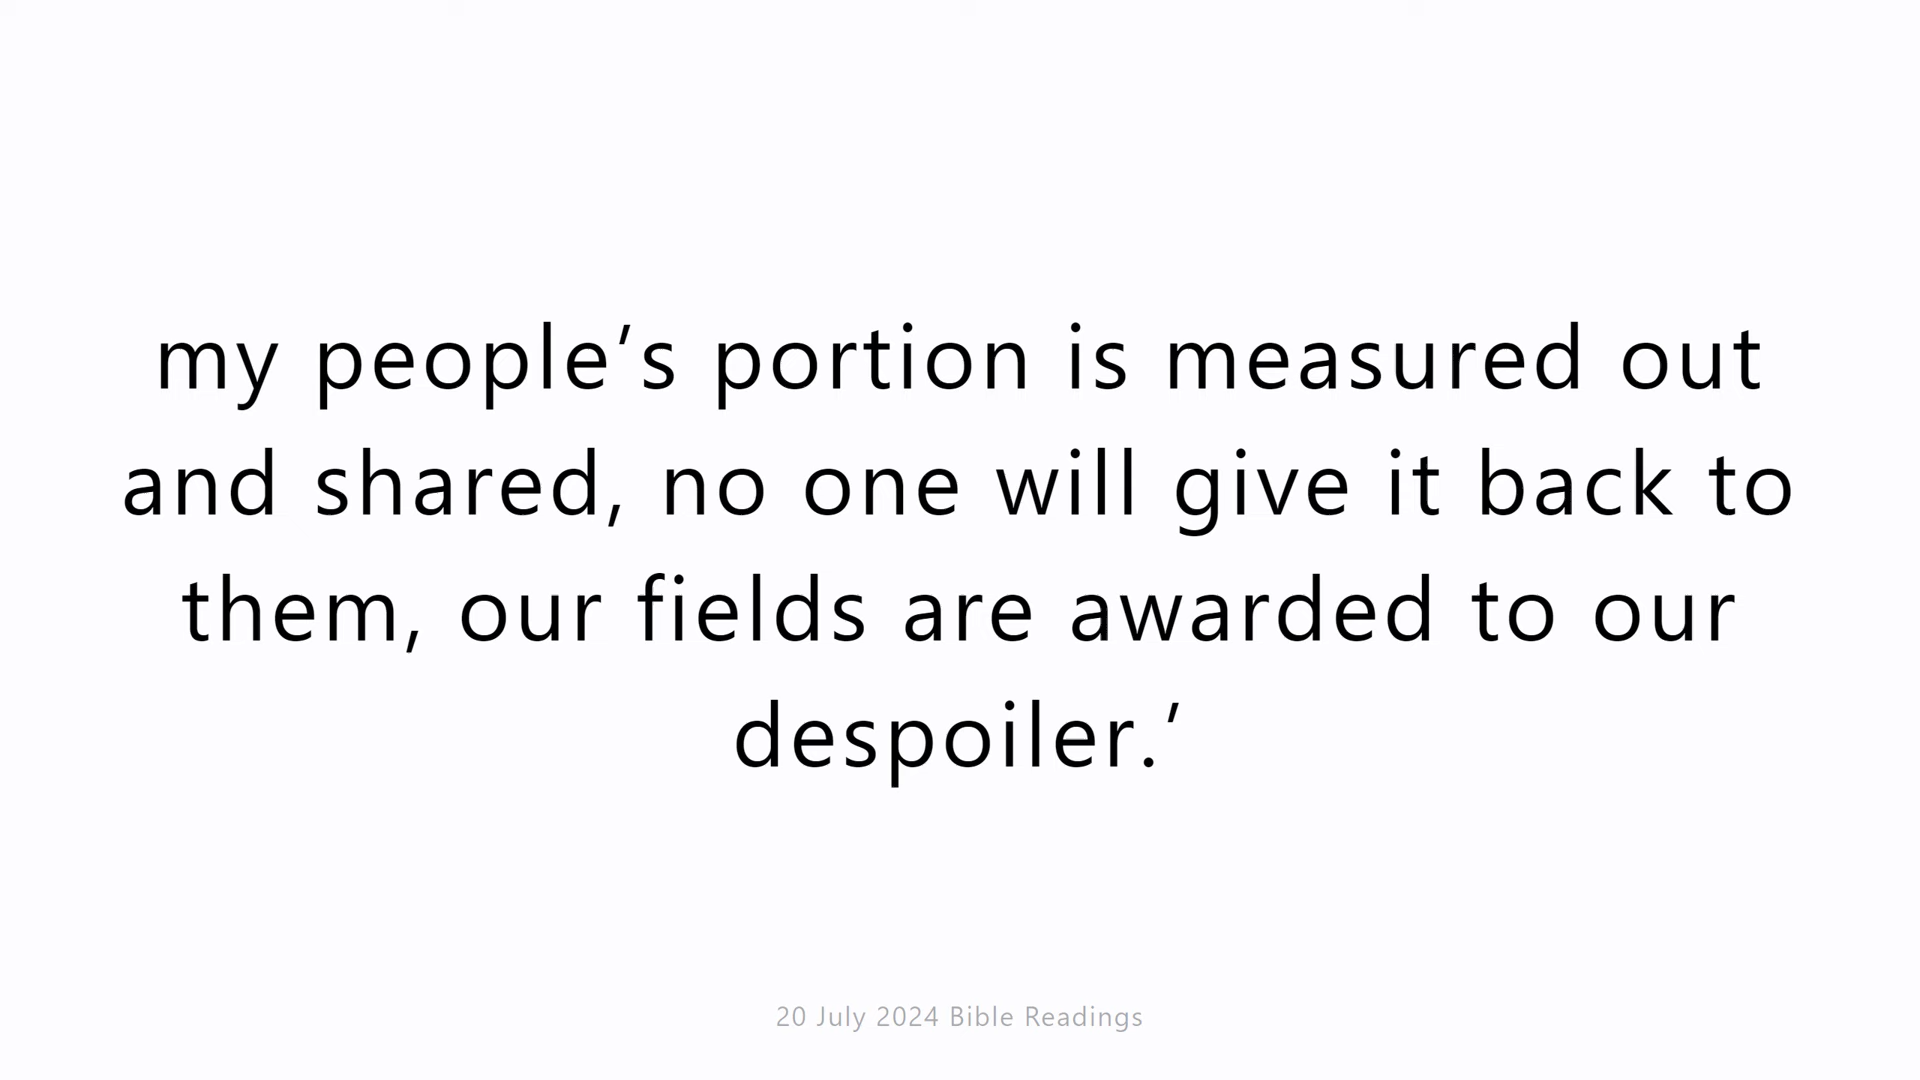 my people’s portion is measured out
and shared, no one will give it back to
them, our fields are awarded to our
despoiler.’
20 July 2024 Bible Readings